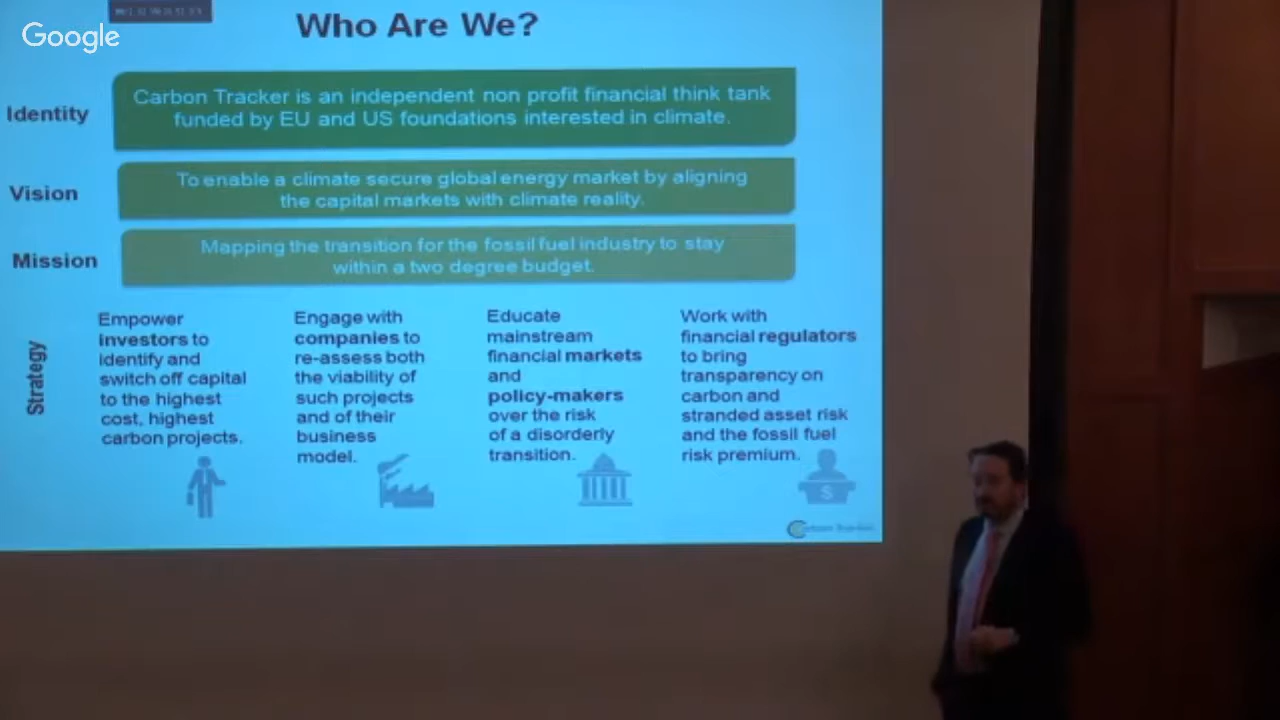 Google
Who Are We?
Identity
Carbon Tracker is an independent non profit financial think tank
funded by EU and US foundations interested in climate.
Vision
To enable a climate secure global energy market by aligning
the capital markets with climate reality.
Mission
Mapping the transition for the fossil fuel industry to stay
within a two degree budget.
Strategy
Empower
investors to
identify and
switch off capital
to the highest
cost, highest
carbon projects.
Engage with
companies to
re-assess both
the viability of
such projects
and of their
business
model.
Educate
mainstream
financial markets
and
policy-makers
over the risk
of a disorderly
transition.
Work with
financial regulators
to bring
transparency on
carbon and
stranded asset risk
and the fossil fuel
risk premium.
$
Carbon Tracker